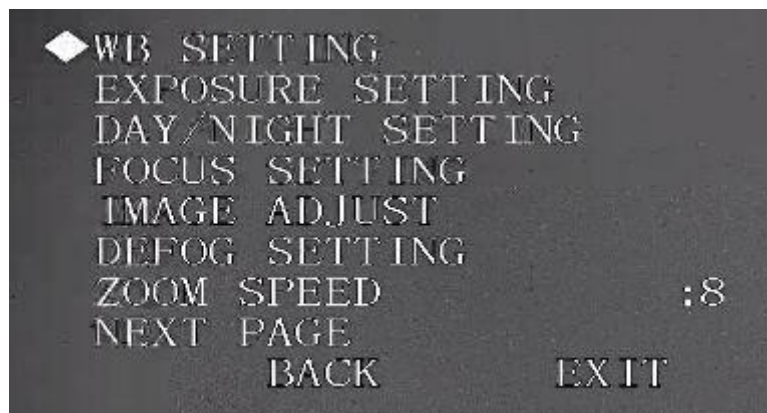 WB SETTING
EXPOSURE SETTING
DAY/NIGHT SETTING
FOCUS SETTING
IMAGE ADJUST
DEFOG SETTING
ZOOM SPEED :8
NEXT PAGE
BACK EXIT